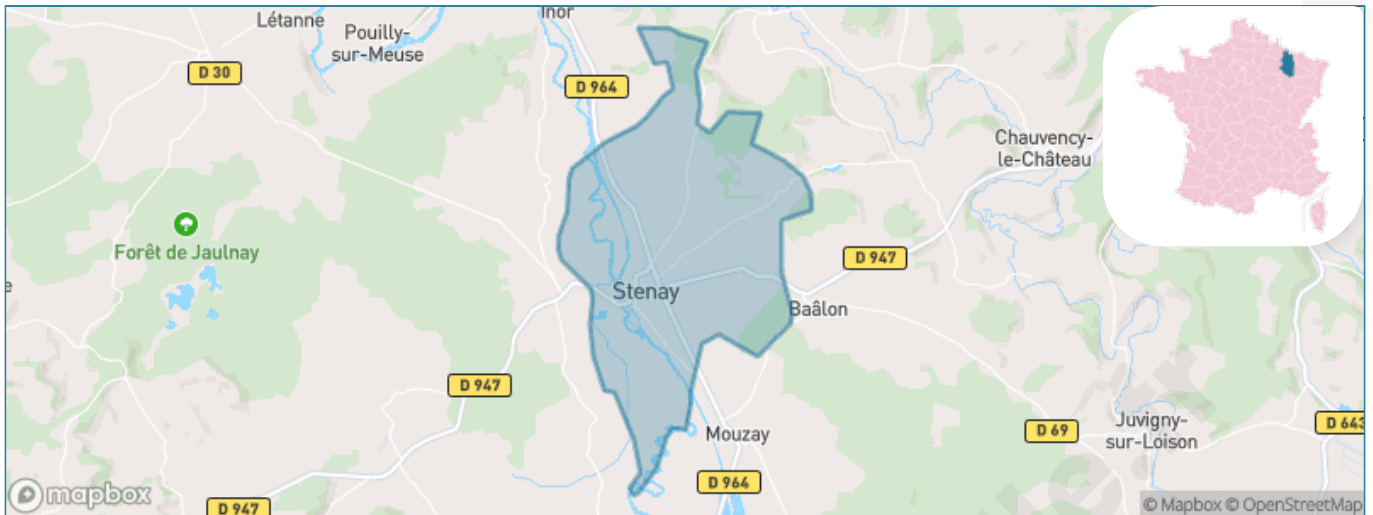 Létanne
Pouilly-
sur-Meuse
Inor
D 30
D 964
Chauvency-
le-Château
Forêt de Jaulnay
D 947
Stenay
Baâlon
D 947
Mouzay
D 69
Juvigny-
sur-Loison
D 643
D 964
mapbox
D 947
© Mapbox © OpenStreetMap